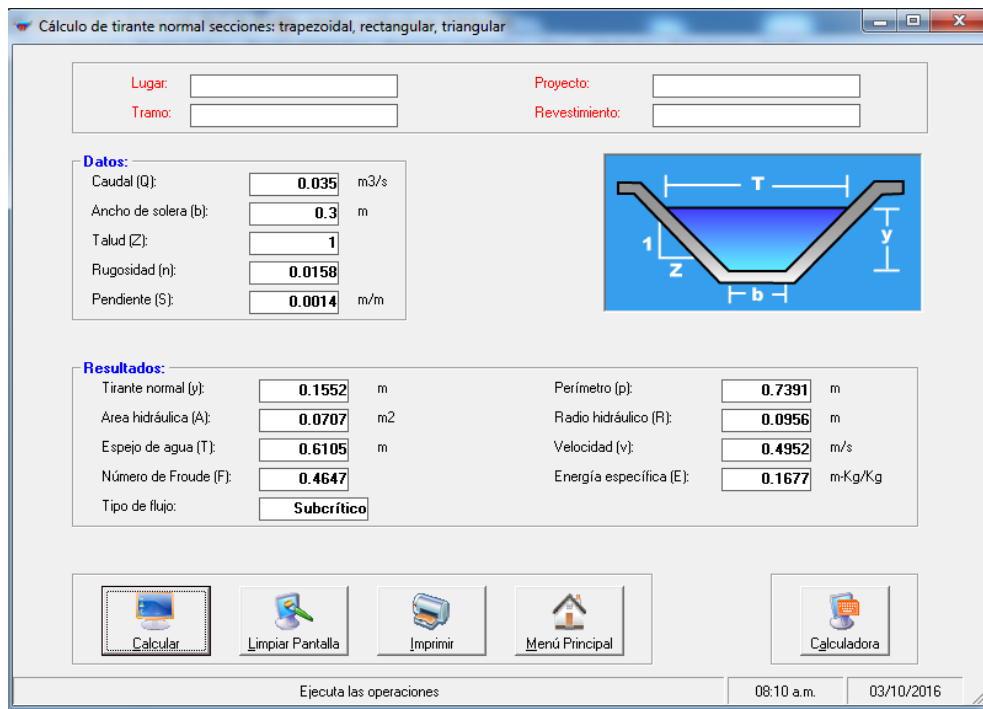 Cálculo de tirante normal secciones: trapezoidal, rectangular, triangular
Lugar: Proyecto:
Tramo: Revestimiento:
Datos:
Caudal (Q): 0.035 m3/s
Ancho de solera (b): 0.3 m
Talud (Z): 1
Rugosidad (n): 0.0158
Pendiente (S): 0.0014 m/m
T
y
1
Z
b
Resultados:
Tirante normal (y): 0.1552 m Perímetro (p): 0.7391 m
Area hidráulica (A): 0.0707 m2 Radio hidráulico (R): 0.0956 m
Espejo de agua (T): 0.6105 m Velocidad (v): 0.4952 m/s
Número de Froude (F): 0.4647 Energía específica (E): 0.1677 m-Kg/Kg
Tipo de flujo: Subcrítico
Calcular Limpiar Pantalla Imprimir Menú Principal Calculadora
Ejecuta las operaciones 08:10 a.m. 03/10/2016